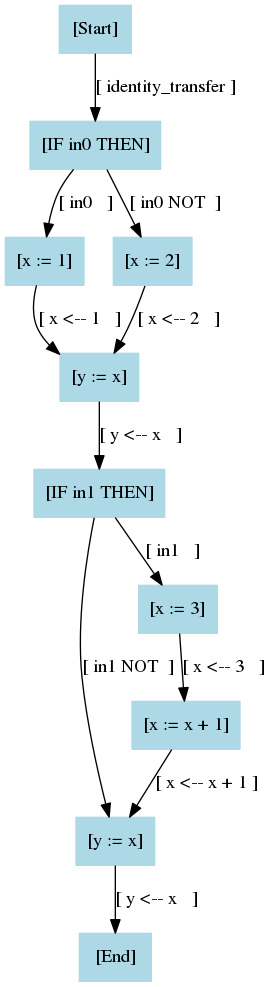 [Start]
[ identity_transfer ]
[IF in0 THEN]
[ in0 ]
[ in0 NOT ]
[x := 1]
[x := 2]
[ x <-- 1 ]
[ x <-- 2 ]
[y := x]
[ y <-- x ]
[IF in1 THEN]
[ in1 ]
[x := 3]
[ in1 NOT ]
[ x <-- 3 ]
[x := x + 1]
[ x <-- x + 1 ]
[y := x]
[ y <-- x ]
[End]